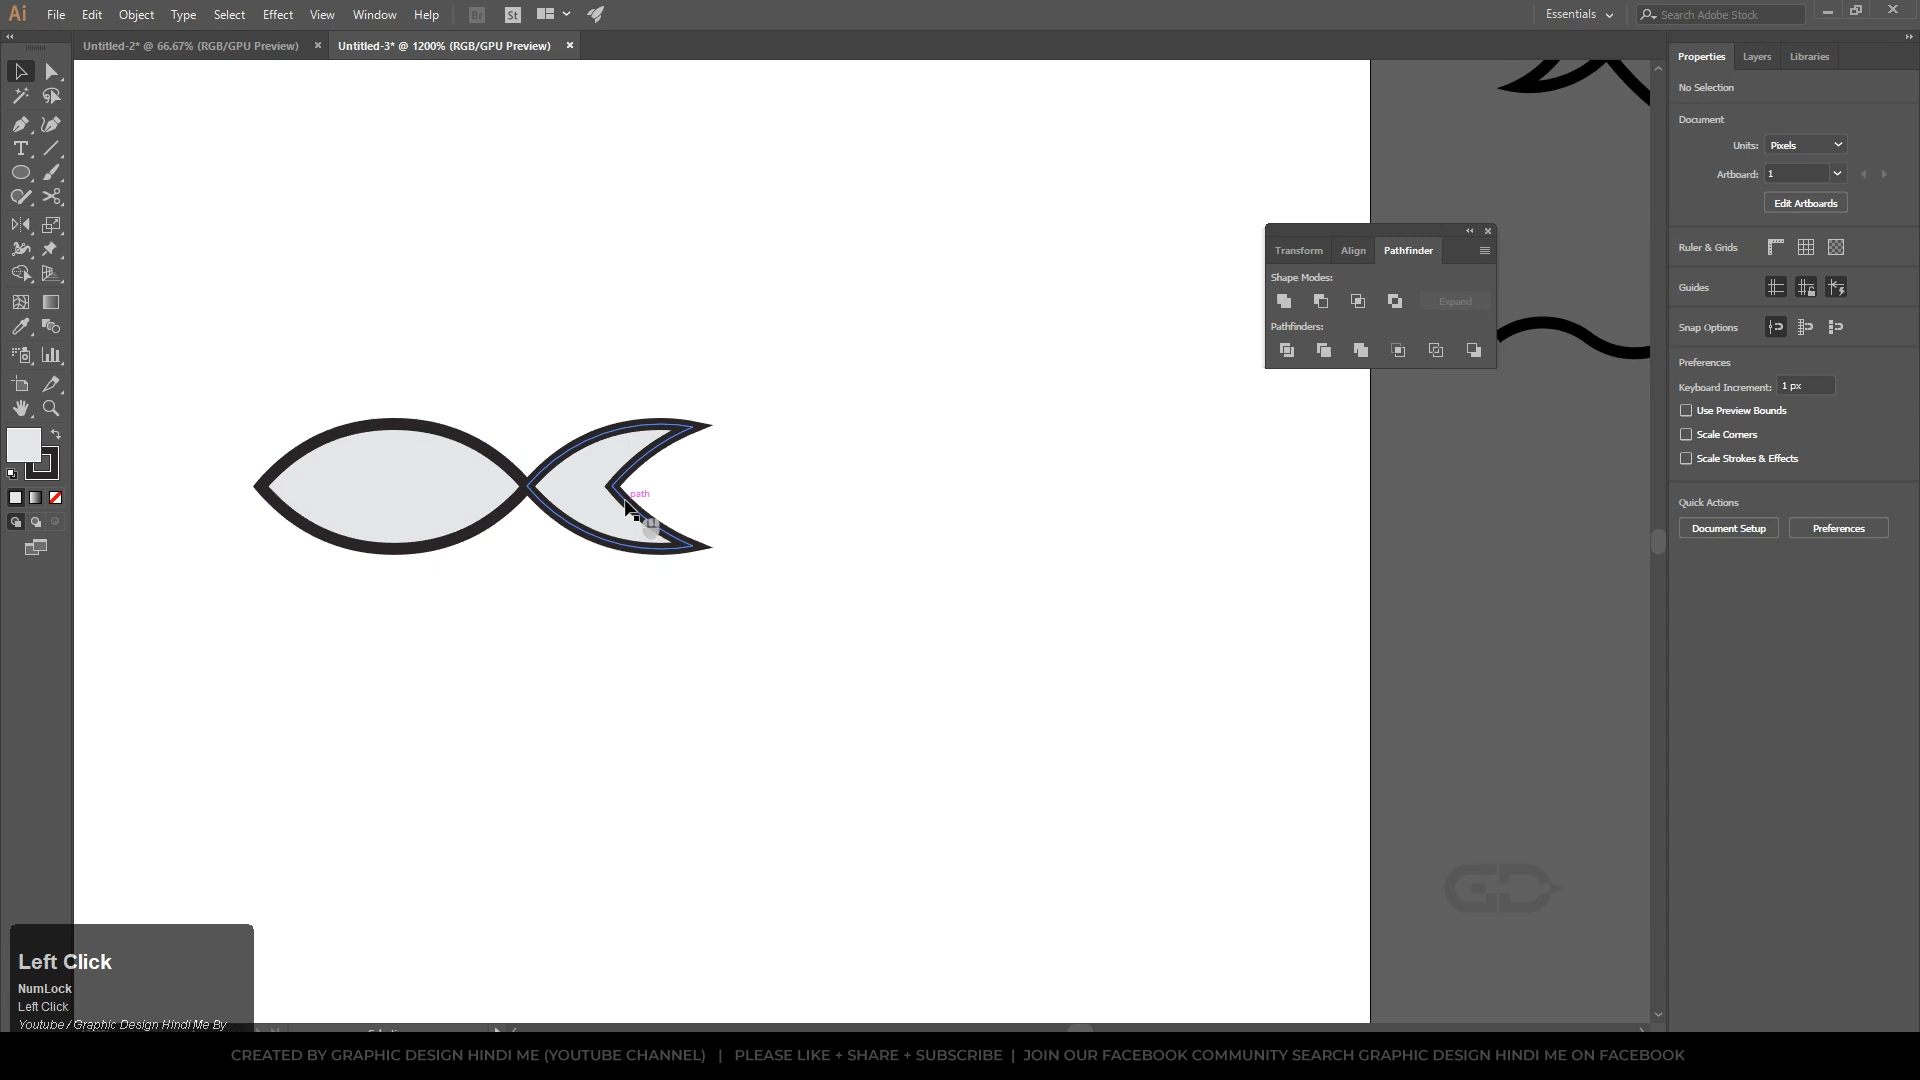 Ai File Edit Object Type Select Effect View Window Help Br St Essentials Search Adobe Stock
Untitled-2* @ 66.67% (RGB/GPU Preview) × Untitled-3* @ 1200% (RGB/GPU Preview) ×
Properties Layers Libraries
No Selection
Document
Units: Pixels
Artboard: 1
Edit Artboards
Ruler & Grids
Guides
Snap Options
Preferences
Keyboard Increment: 1 px
Use Preview Bounds
Scale Corners
Scale Strokes & Effects
Quick Actions
Document Setup Preferences
Transform Align Pathfinder
Shape Modes:
Expand
Pathfinders:
path
GD
Left Click
NumLock
Left Click
Youtube / Graphic Design Hindi Me By
CREATED BY GRAPHIC DESIGN HINDI ME (YOUTUBE CHANNEL) | PLEASE LIKE + SHARE + SUBSCRIBE | JOIN OUR FACEBOOK COMMUNITY SEARCH GRAPHIC DESIGN HINDI ME ON FACEBOOK